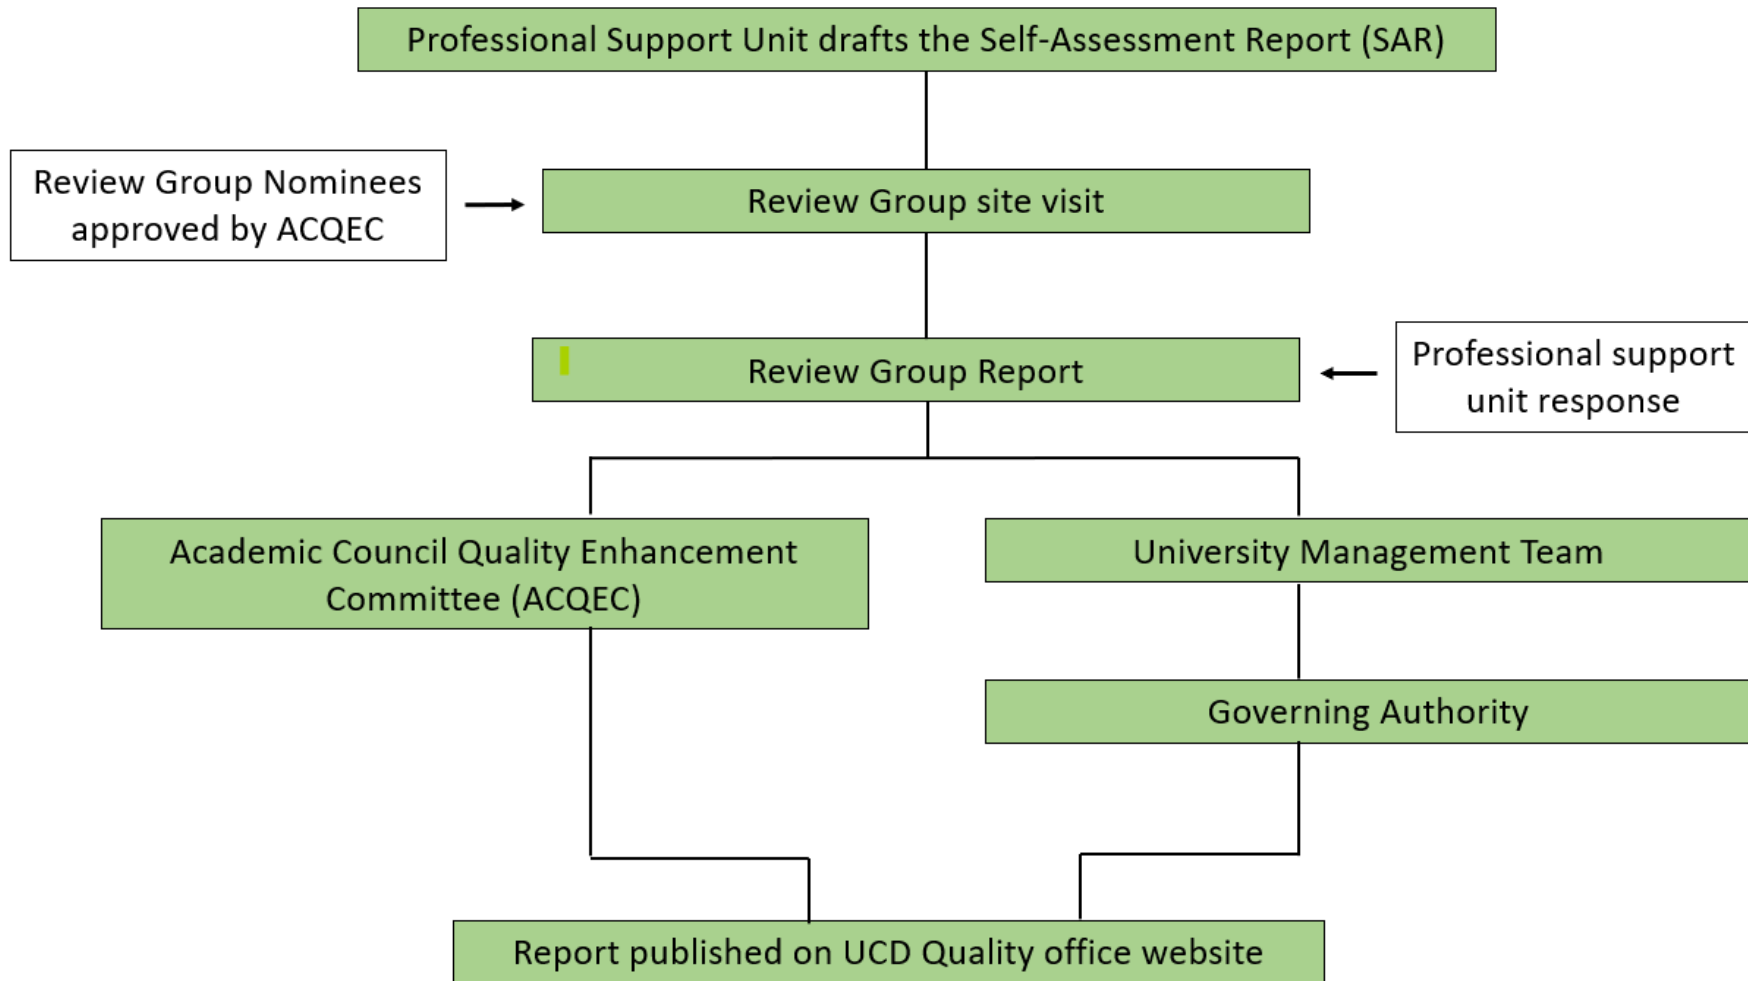 Professional Support Unit drafts the Self-Assessment Report (SAR)
Review Group Nominees
approved by ACQEC
Review Group site visit
Review Group Report
Professional support
unit response
Academic Council Quality Enhancement
Committee (ACQEC)
University Management Team
Governing Authority
Report published on UCD Quality office website